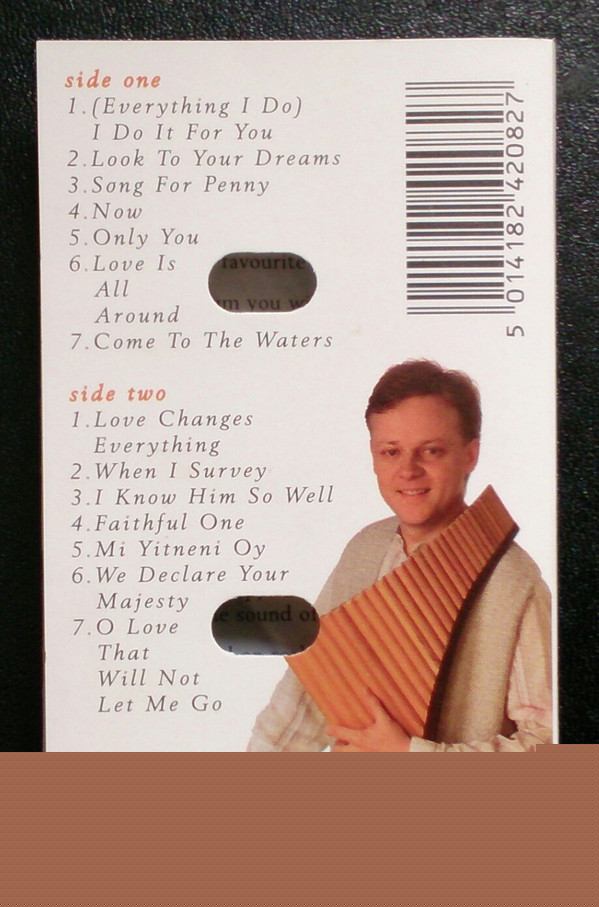 side one
1.(Everything I Do)
I Do It For You
2.Look To Your Dreams
3.Song For Penny
4.Now
5.Only You
6.Love Is
All
Around
7.Come To The Waters
favourite
you
side two
1.Love Changes
Everything
2.When I Survey
3.I Know Him So Well
4.Faithful One
5.Mi Yitneni Oy
6.We Declare Your
Majesty
7.O Love
That
Will Not
Let Me Go
sound of
5 014182 420827